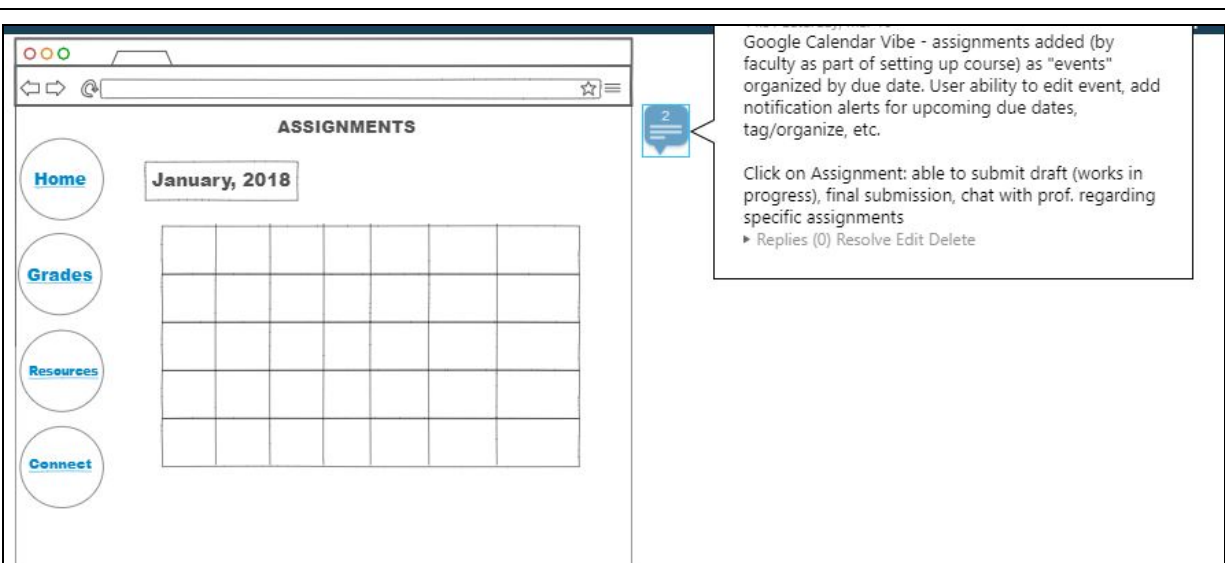 ASSIGNMENTS
Home
January, 2018
Grades
Resources
Connect
2
Google Calendar Vibe - assignments added (by
faculty as part of setting up course) as "events"
organized by due date. User ability to edit event, add
notification alerts for upcoming due dates,
tag/organize, etc.
Click on Assignment: able to submit draft (works in
progress), final submission, chat with prof. regarding
specific assignments
Replies (0) Resolve Edit Delete